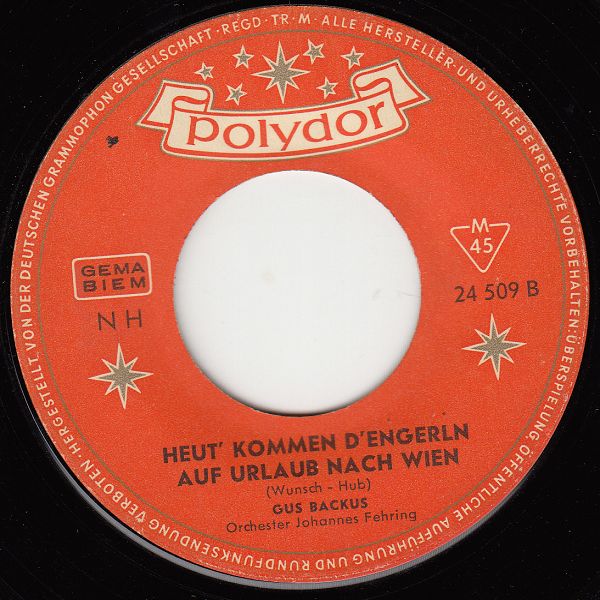 HERGESTELLT VON DER DEUTSCHEN GRAMMOPHON GESELLSCHAFT · REGD · TR · M · ALLE HERSTELLER- UND URHEBERRECHTE VORBEHALTEN: ÜBERSPIELUNG, ÖFFENTLICHE AUFFÜHRUNG UND RUNDFUNKSENDUNG VERBOTEN ·
polydor
M
45
GEMA
BIEM
24 509 B
NH
HEUT' KOMMEN D'ENGERLN
AUF URLAUB NACH WIEN
(Wunsch - Hub)
GUS BACKUS
Orchester Johannes Fehring